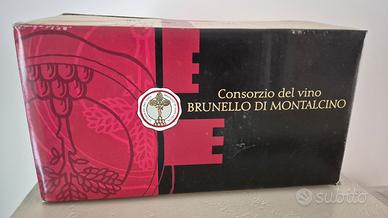 Consorzio del vino
BRUNELLO DI MONTALCINO
subito